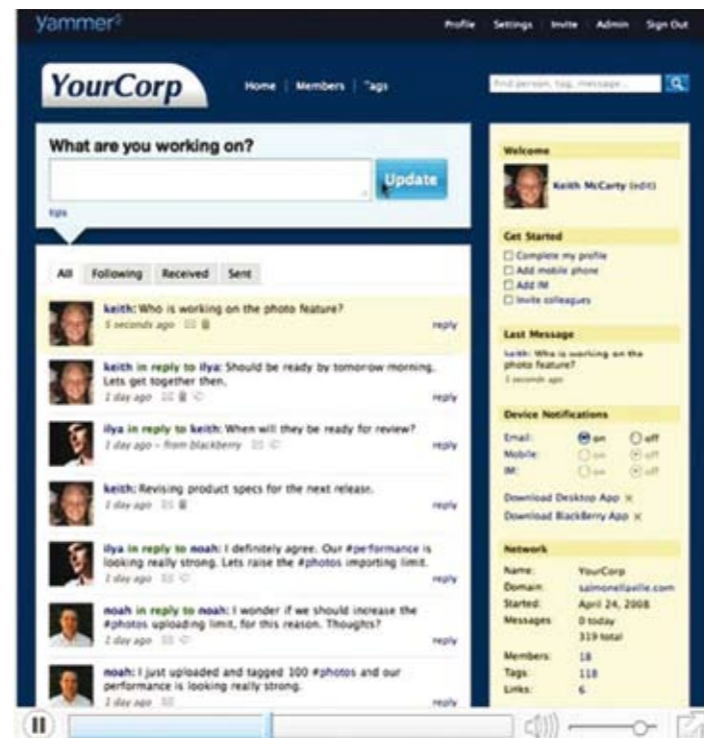 yammer
Profile Settings Invite Admin Sign Out
YourCorp
Home Members Tags
find person, tag, message...
What are you working on?
Update
tips
All Following Received Sent
keith: Who is working on the photo feature?
5 seconds ago
reply
keith in reply to ilya: Should be ready by tomorrow morning.
Lets get together then.
1 day ago
reply
ilya in reply to keith: When will they be ready for review?
1 day ago – from blackberry
reply
keith: Revising product specs for the next release.
1 day ago
reply
ilya in reply to noah: I definitely agree. Our #performance is
looking really strong. Lets raise the #photos importing limit.
1 day ago
reply
noah in reply to noah: I wonder if we should increase the
#photos uploading limit, for this reason. Thoughts?
1 day ago
reply
noah: I just uploaded and tagged 100 #photos and our
performance is looking really strong.
1 day ago
reply
Welcome
Keith McCarty (edit)
Get Started
Complete my profile
Add mobile phone
Add IM
Invite colleagues
Last Message
keith: Who is working on the
photo feature?
5 seconds ago
Device Notifications
Email: on off
Mobile: on off
IM: on off
Download Desktop App ×
Download BlackBerry App ×
Network
Name: YourCorp
Domain: salmonellaville.com
Started: April 24, 2008
Messages 0 today
319 total
Members: 18
Tags: 118
Links: 6